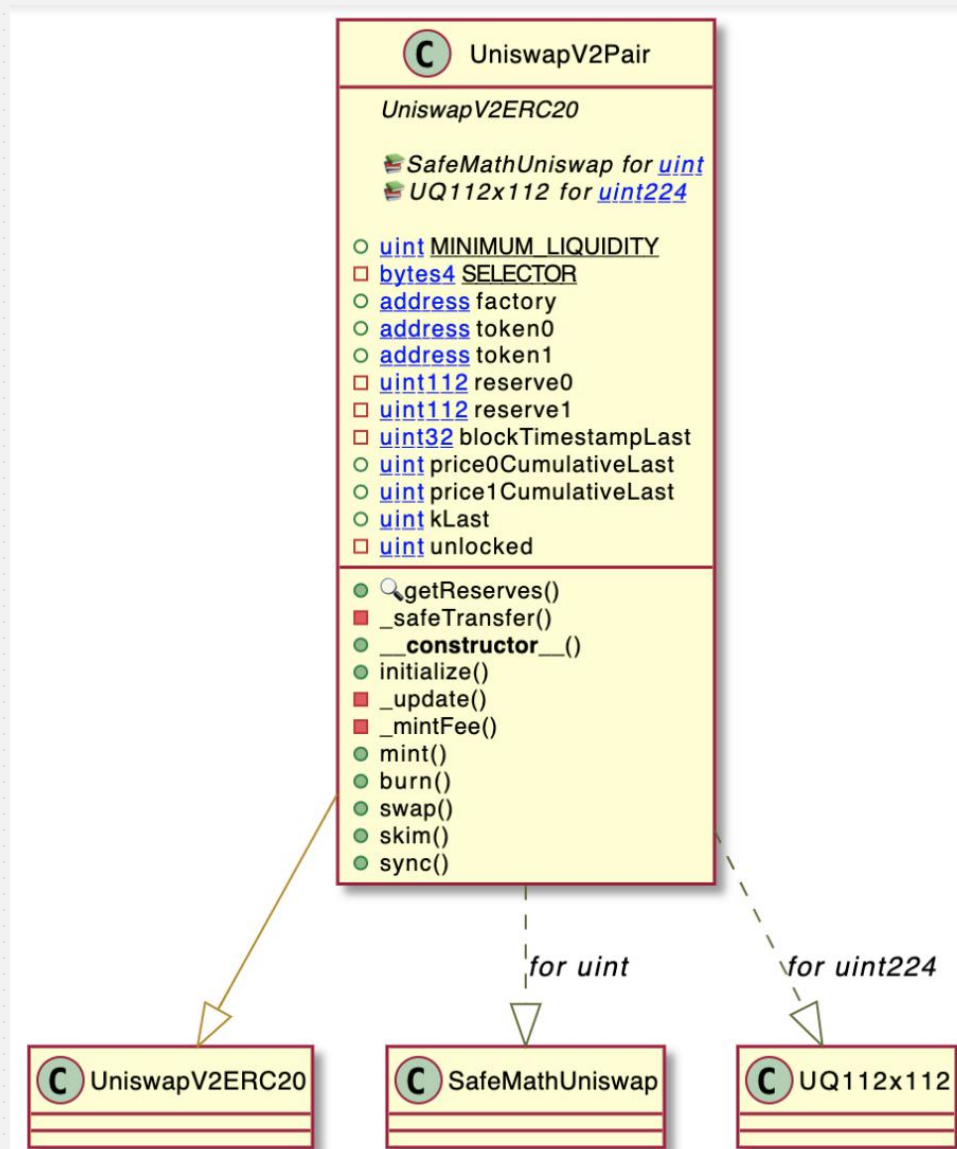 C UniswapV2Pair
UniswapV2ERC20
SafeMathUniswap for uint
UQ112x112 for uint224
uint MINIMUM_LIQUIDITY
bytes4 SELECTOR
address factory
address token0
address token1
uint112 reserve0
uint112 reserve1
uint32 blockTimestampLast
uint price0CumulativeLast
uint price1CumulativeLast
uint kLast
uint unlocked
getReserves()
_safeTransfer()
__constructor__()
initialize()
_update()
_mintFee()
mint()
burn()
swap()
skim()
sync()
for uint
for uint224
C UniswapV2ERC20
C SafeMathUniswap
C UQ112x112